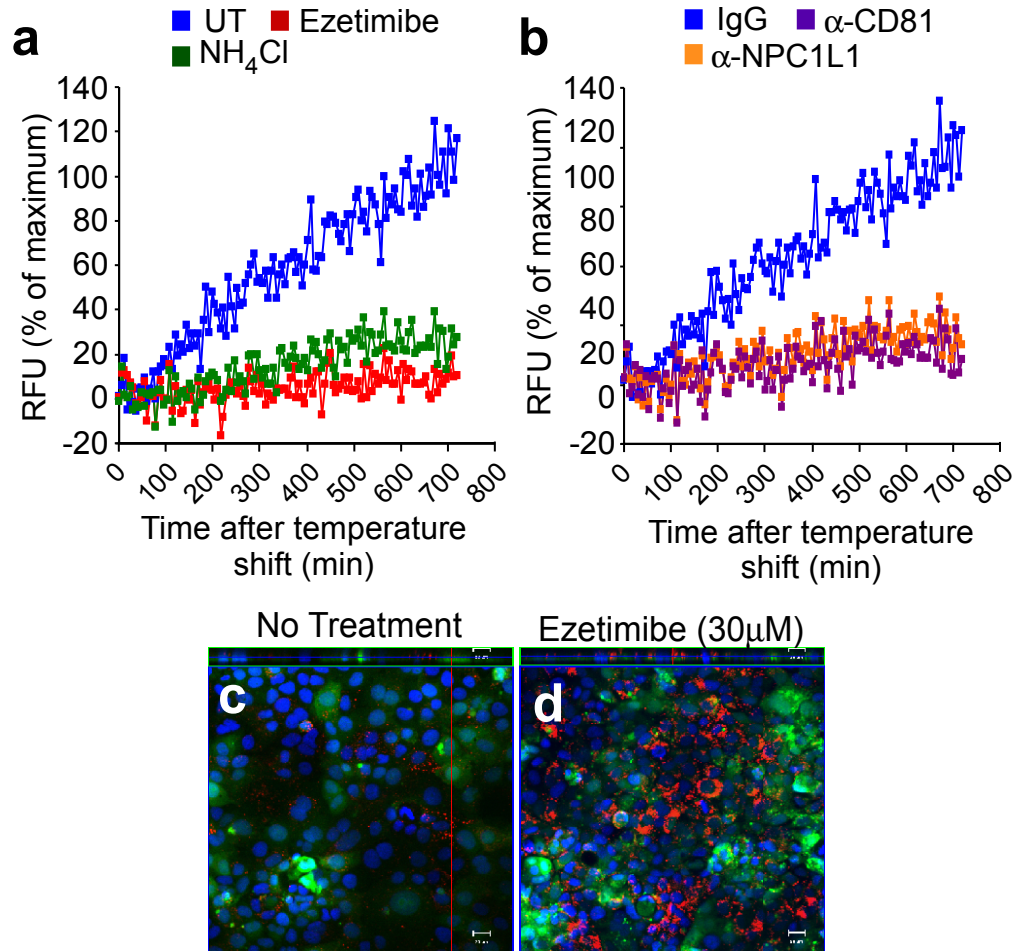 a
UT
Ezetimibe
NH4Cl
RFU (% of maximum)
140
120
100
80
60
40
20
0
-20
0
100
200
300
400
500
600
700
800
Time after temperature
shift (min)
b
IgG
α-CD81
α-NPC1L1
RFU (% of maximum)
140
120
100
80
60
40
20
0
-20
0
100
200
300
400
500
600
700
800
Time after temperature
shift (min)
No Treatment
c
Ezetimibe (30μM)
d